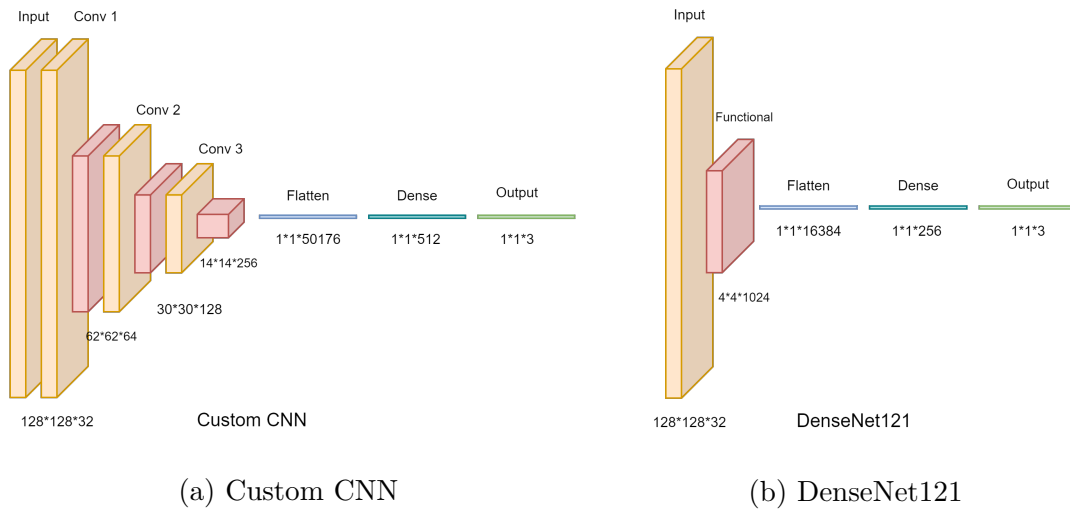 Input
Conv 1
Conv 2
Conv 3
Flatten
Dense
Output
1*1*50176
1*1*512
1*1*3
14*14*256
30*30*128
62*62*64
128*128*32
Custom CNN
(a) Custom CNN
Input
Functional
Flatten
Dense
Output
1*1*16384
1*1*256
1*1*3
4*4*1024
128*128*32
DenseNet121
(b) DenseNet121